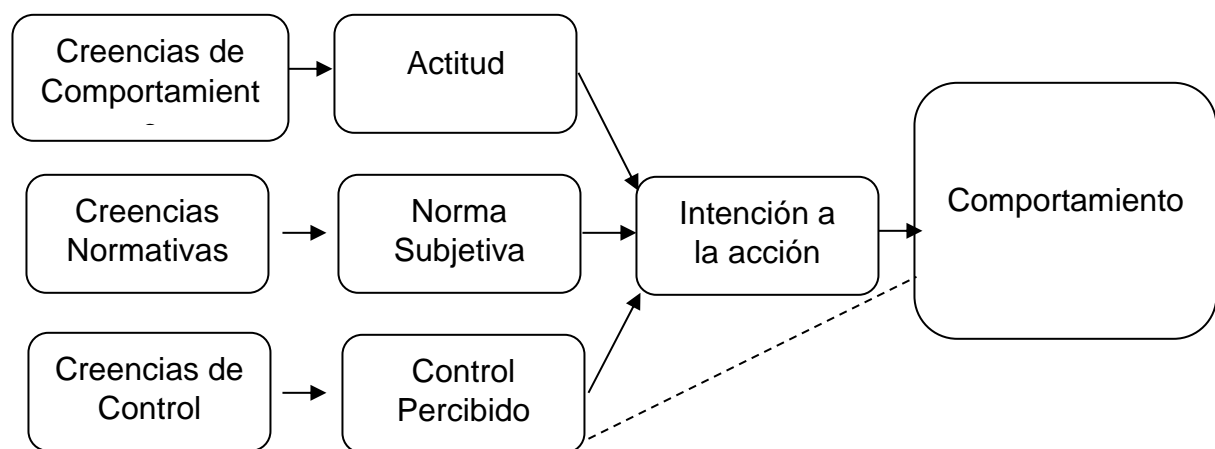 Creencias de
Comportamient
Actitud
Creencias
Normativas
Norma
Subjetiva
Intención a
la acción
Comportamiento
Creencias de
Control
Control
Percibido